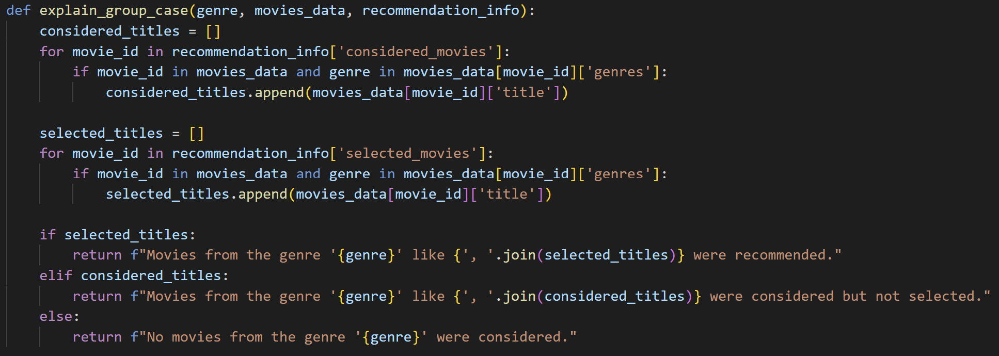 def explain_group_case(genre, movies_data, recommendation_info):
    considered_titles = []
    for movie_id in recommendation_info['considered_movies']:
        if movie_id in movies_data and genre in movies_data[movie_id]['genres']:
            considered_titles.append(movies_data[movie_id]['title'])

    selected_titles = []
    for movie_id in recommendation_info['selected_movies']:
        if movie_id in movies_data and genre in movies_data[movie_id]['genres']:
            selected_titles.append(movies_data[movie_id]['title'])

    if selected_titles:
        return f"Movies from the genre '{genre}' like {', '.join(selected_titles)} were recommended."
    elif considered_titles:
        return f"Movies from the genre '{genre}' like {', '.join(considered_titles)} were considered but not selected."
    else:
        return f"No movies from the genre '{genre}' were considered."